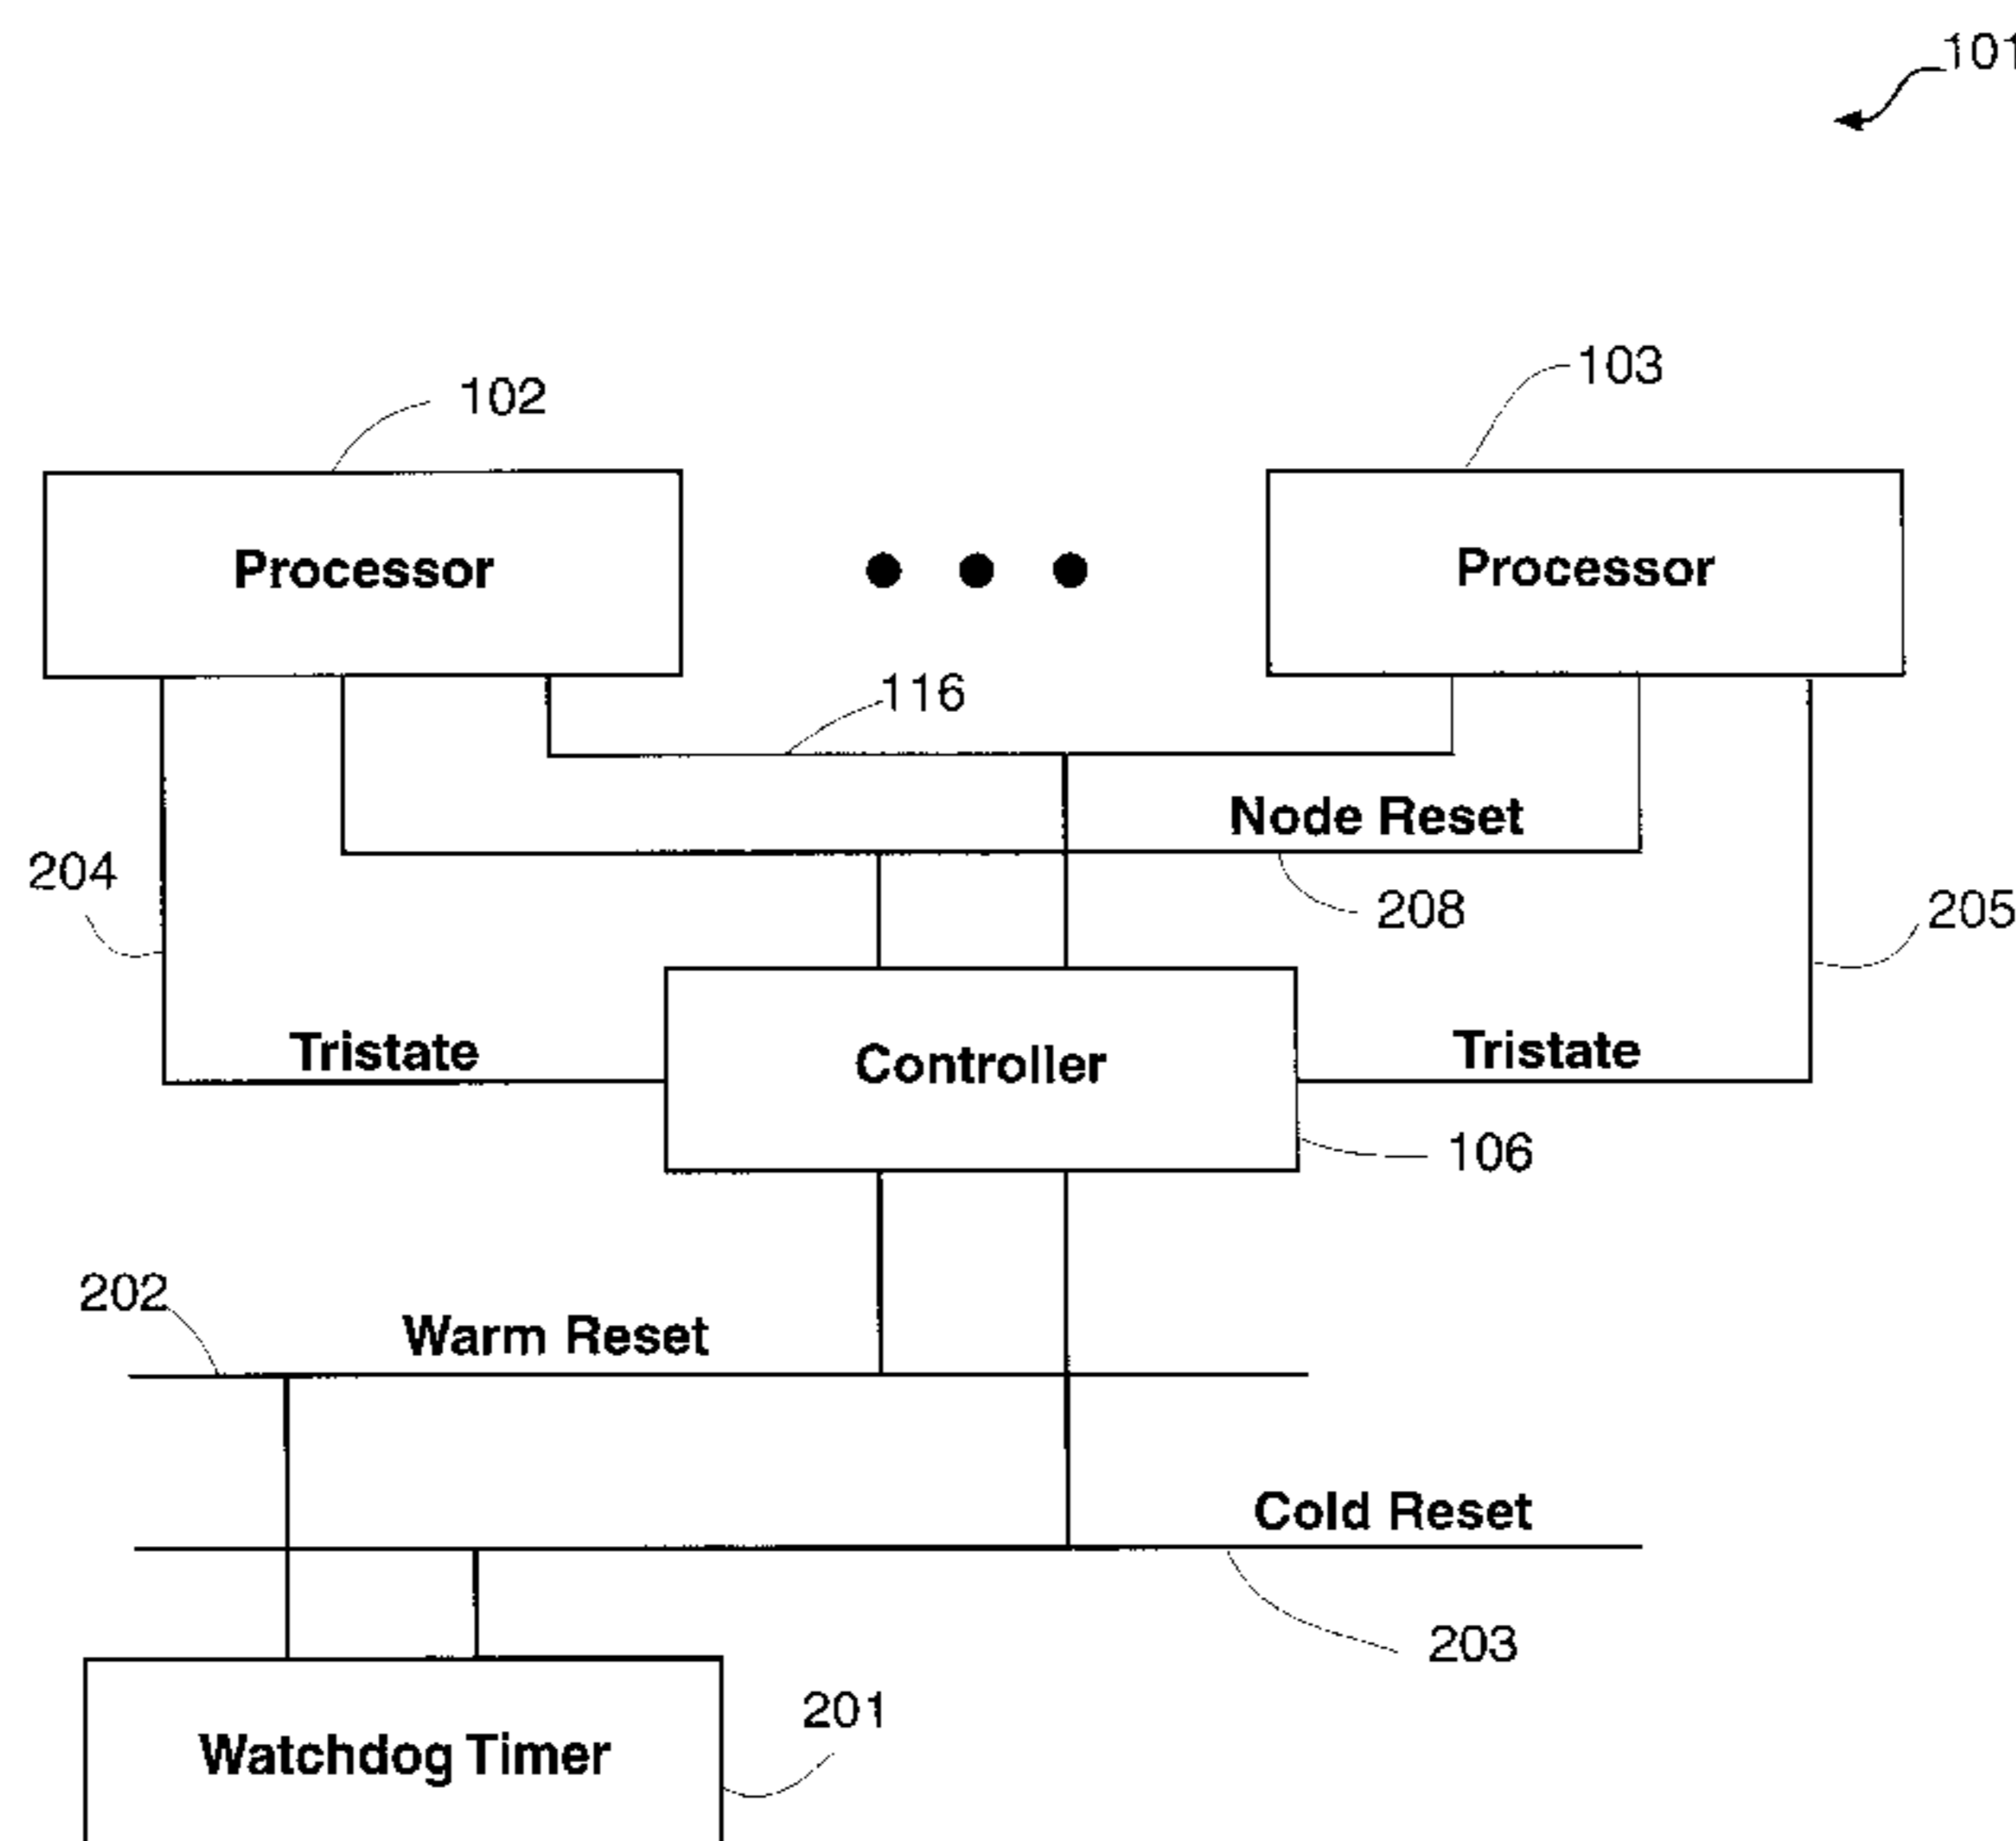 101
102
103
Processor
Processor
116
Node Reset
204
208
205
Tristate
Controller
Tristate
106
202
Warm Reset
Cold Reset
203
201
Watchdog Timer